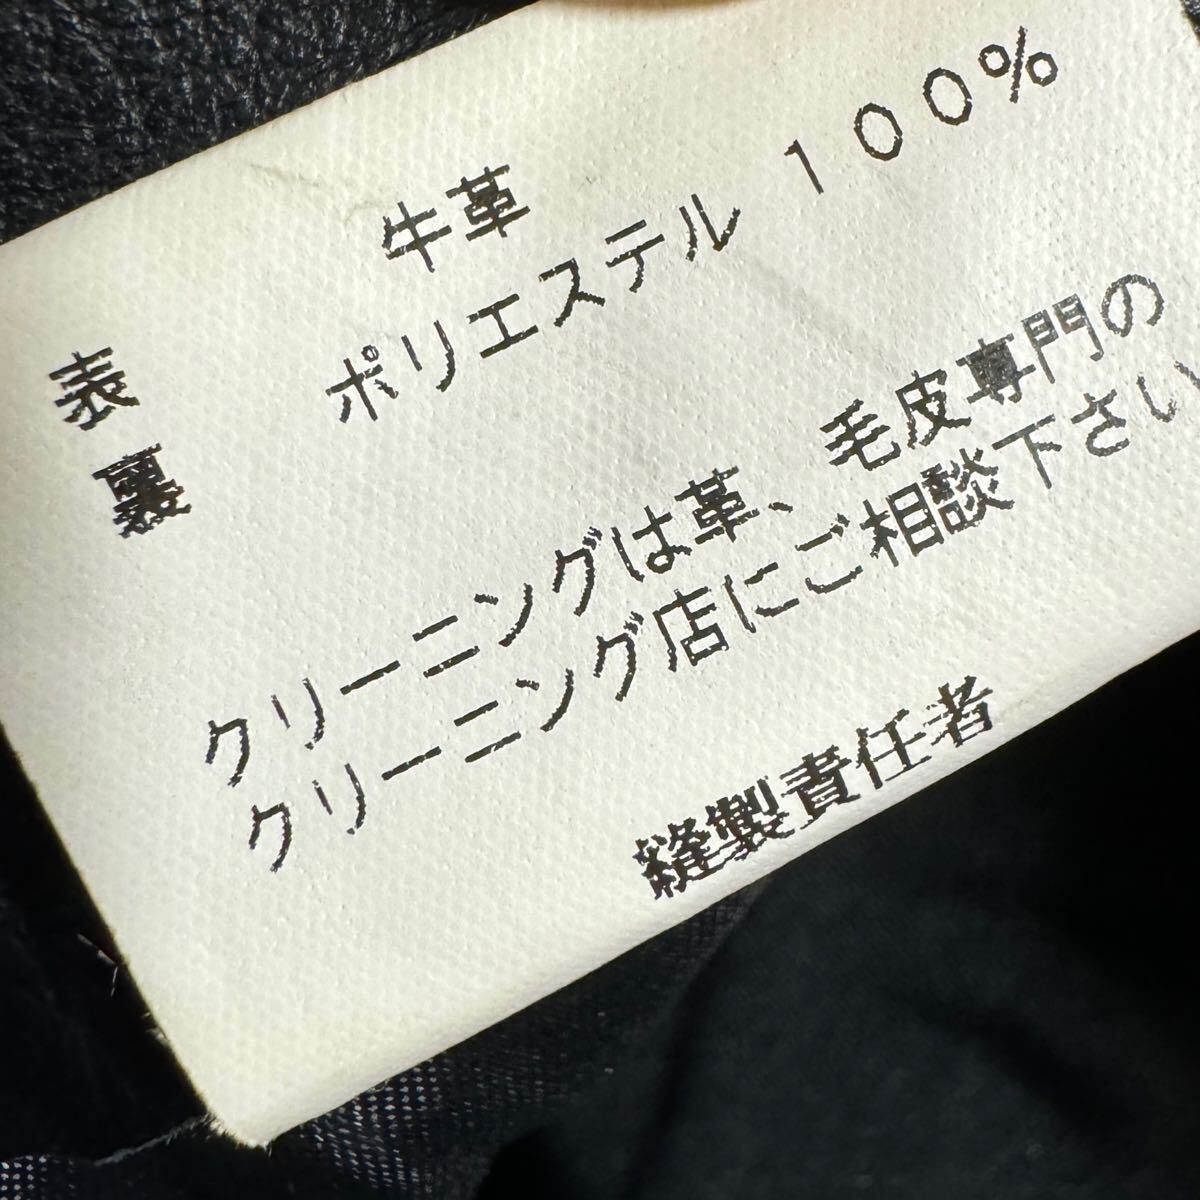 表 牛革
裏 ポリエステル 100%
クリーニングは革、毛皮専門の
クリーニング店にご相談下さい
縫製責任者